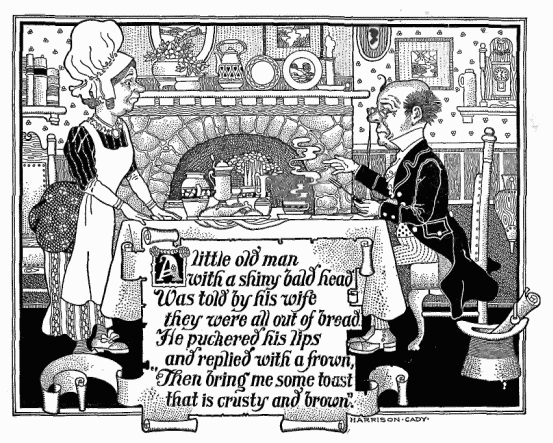 A little old man
with a shiny bald head
Was told by his wife
they were all out of bread.
He puckered his lips
and replied with a frown,
"Then bring me some toast
that is crusty and brown".
HARRISON·CADY·